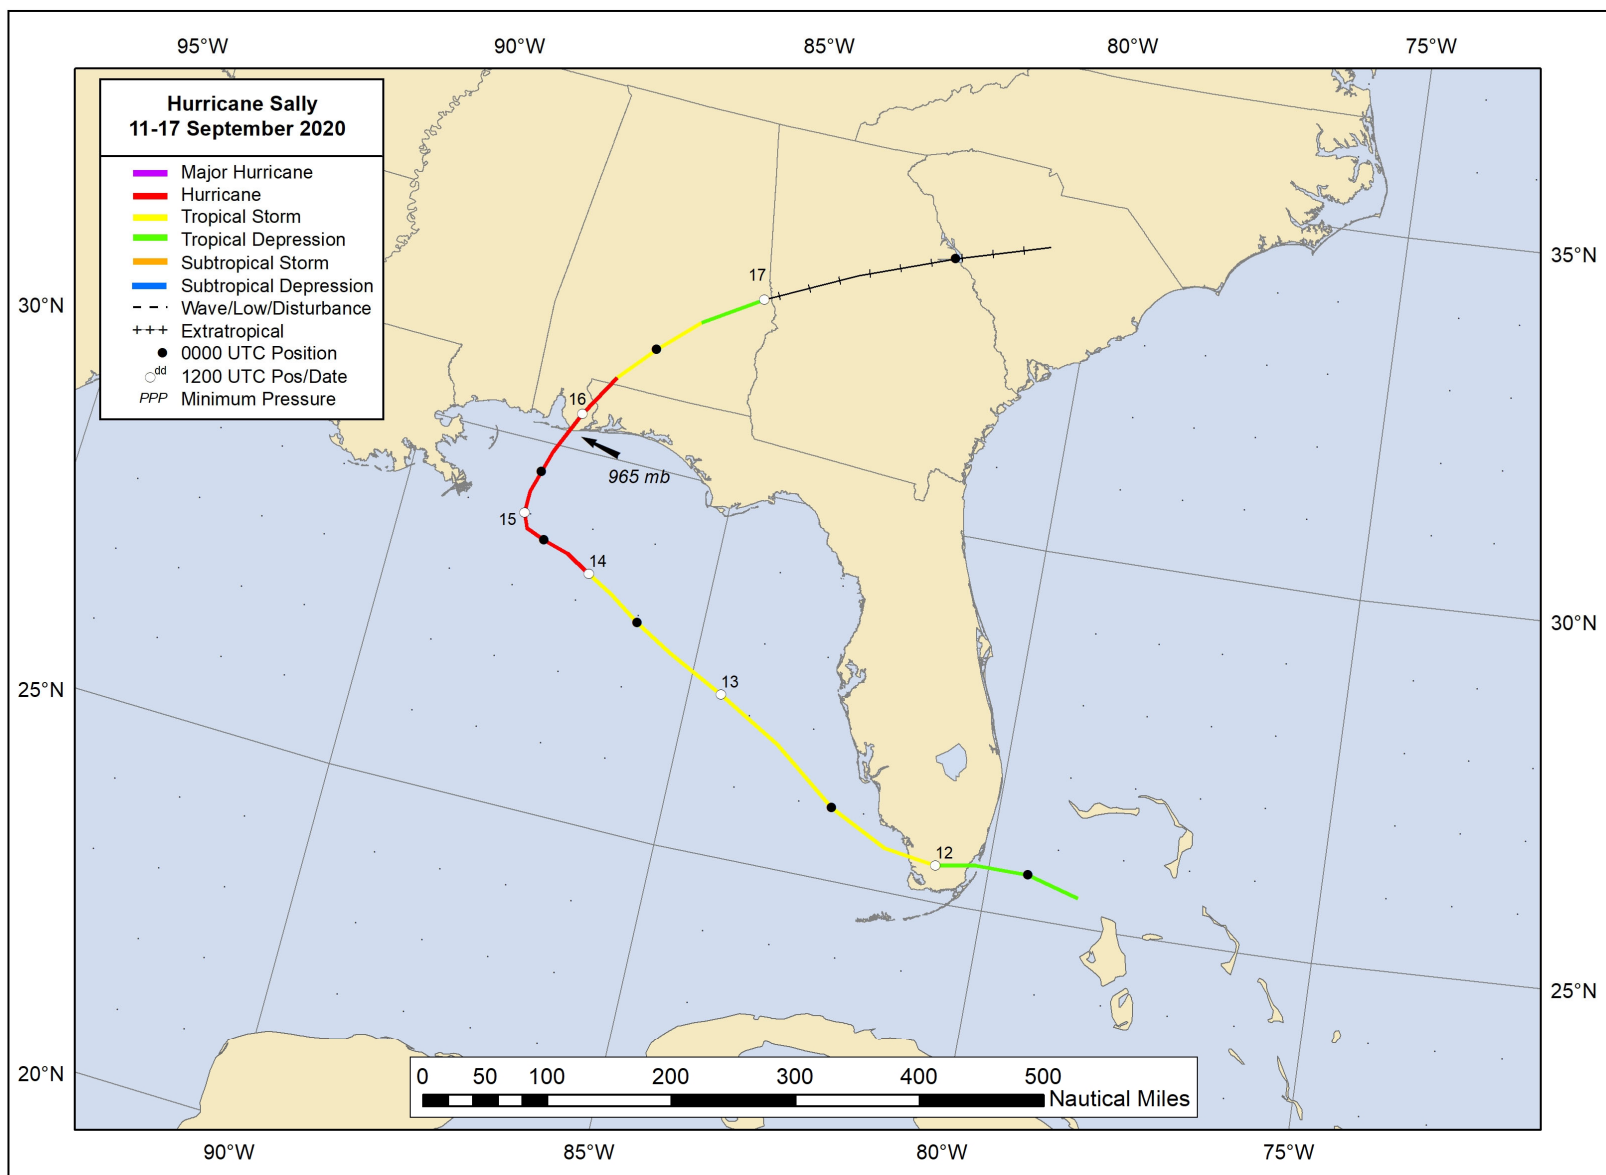 95°W 90°W 85°W 80°W 75°W
Hurricane Sally
11-17 September 2020
Major Hurricane
Hurricane
Tropical Storm
Tropical Depression
Subtropical Storm
Subtropical Depression
Wave/Low/Disturbance
+++ Extratropical
0000 UTC Position
dd 1200 UTC Pos/Date
PPP Minimum Pressure
35°N
17
30°N
16
965 mb
15
14
30°N
13
25°N
12
25°N
20°N
0 50 100 200 300 400 500
Nautical Miles
90°W 85°W 80°W 75°W